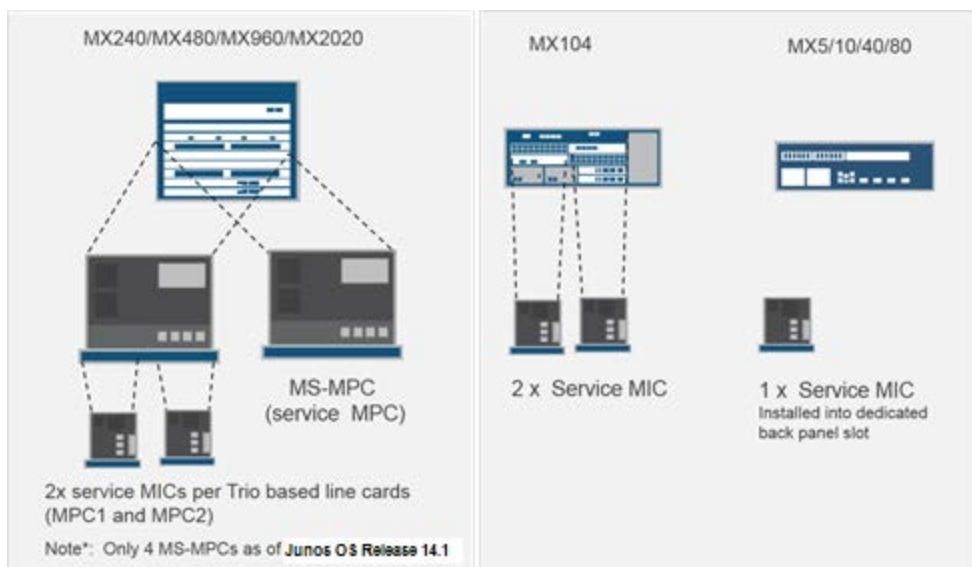 MX240/MX480/MX960/MX2020
MS-MPC
(service MPC)
2x service MICs per Trio based line cards
(MPC1 and MPC2)
Note*: Only 4 MS-MPCs as of Junos OS Release 14.1
MX104
2 x Service MIC
MX5/10/40/80
1 x Service MIC
Installed into dedicated
back panel slot